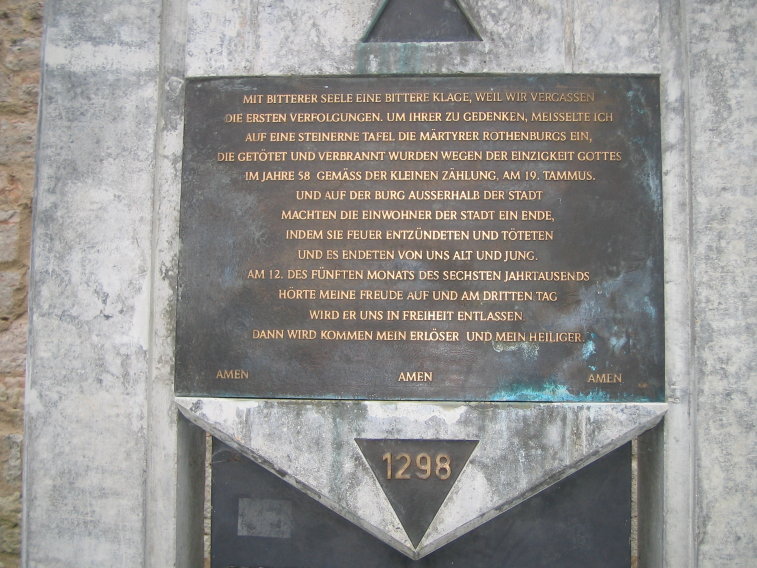 MIT BITTERER SEELE EINE BITTERE KLAGE, WEIL WIR VERGASSEN
DIE ERSTEN VERFOLGUNGEN. UM IHRER ZU GEDENKEN, MEISSELTE ICH
AUF EINE STEINERNE TAFEL DIE MÄRTYRER ROTHENBURGS EIN,
DIE GETÖTET UND VERBRANNT WURDEN WEGEN DER EINZIGKEIT GOTTES
IM JAHRE 58 GEMÄSS DER KLEINEN ZÄHLUNG, AM 19. TAMMUS.
UND AUF DER BURG AUSSERHALB DER STADT
MACHTEN DIE EINWOHNER DER STADT EIN ENDE,
INDEM SIE FEUER ENTZÜNDETEN UND TÖTETEN
UND ES ENDETEN VON UNS ALT UND JUNG.
AM 12. DES FÜNFTEN MONATS DES SECHSTEN JAHRTAUSENDS
HÖRTE MEINE FREUDE AUF UND AM DRITTEN TAG
WIRD ER UNS IN FREIHEIT ENTLASSEN.
DANN WIRD KOMMEN MEIN ERLÖSER UND MEIN HEILIGER.
AMEN AMEN AMEN
1298